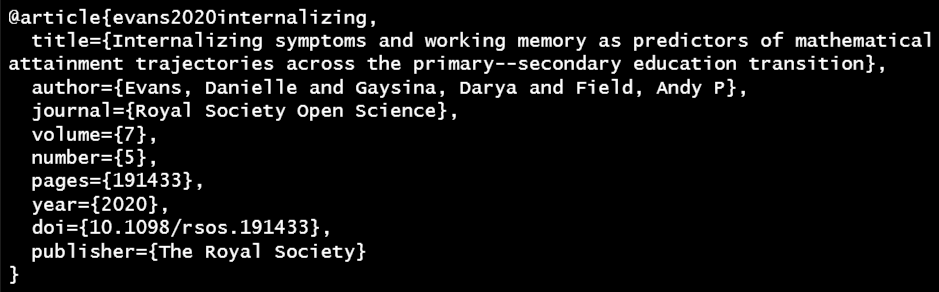 @article{evans2020internalizing,
  title={Internalizing symptoms and working memory as predictors of mathematical
attainment trajectories across the primary--secondary education transition},
  author={Evans, Danielle and Gaysina, Darya and Field, Andy P},
  journal={Royal Society Open Science},
  volume={7},
  number={5},
  pages={191433},
  year={2020},
  doi={10.1098/rsos.191433},
  publisher={The Royal Society}
}